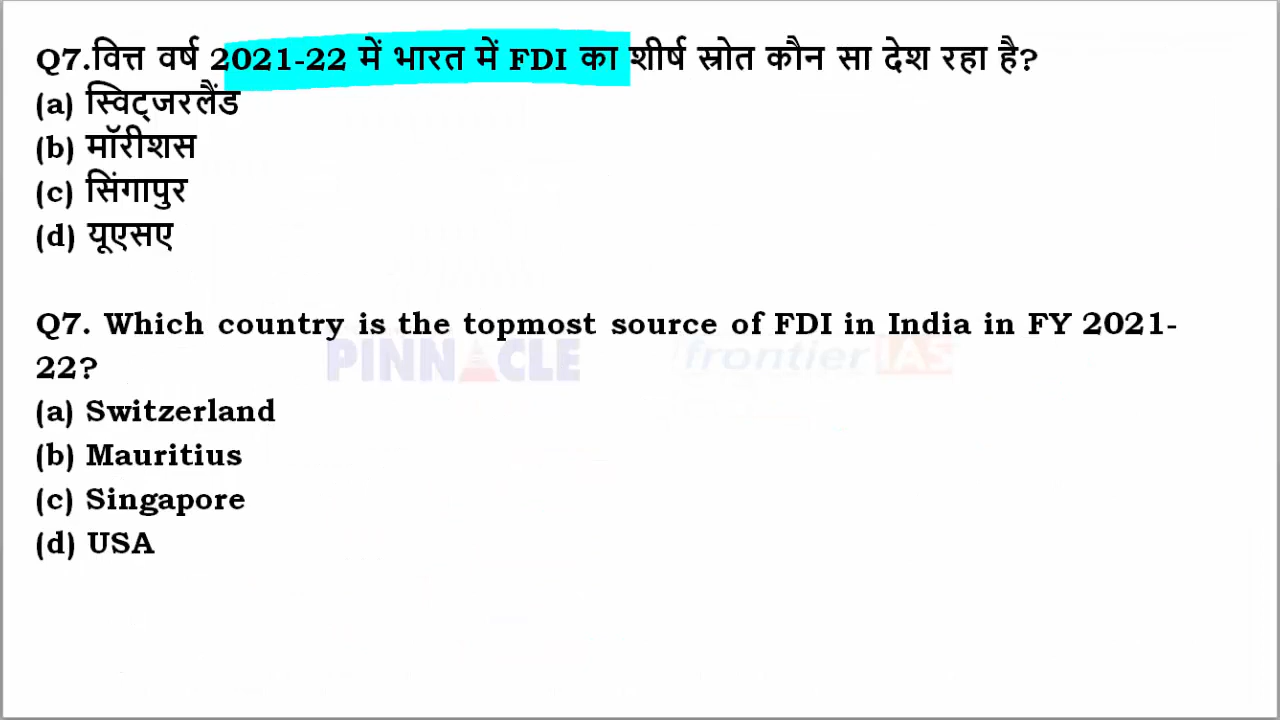 Q7.वित्त वर्ष 2021-22 में भारत में FDI का शीर्ष स्रोत कौन सा देश रहा है?
(a) स्विट्जरलैंड
(b) मॉरीशस
(c) सिंगापुर
(d) यूएसए
Q7. Which country is the topmost source of FDI in India in FY 2021-
22?
PINNACLE frontier IAS
(a) Switzerland
(b) Mauritius
(c) Singapore
(d) USA